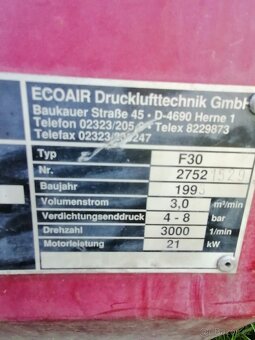 ECOAIR Drucklufttechnik GmbH
Baukauer Straße 45 • D-4690 Herne 1
Telefon 02323/205-0 • Telex 8229873
Telefax 02323/
Typ F30
Nr. 2752
Baujahr
Volumenstrom 3,0 m³/min
Verdichtungsenddruck 4 - 8 bar
Drehzahl 3000 1/min
Motorleistung 21 kW